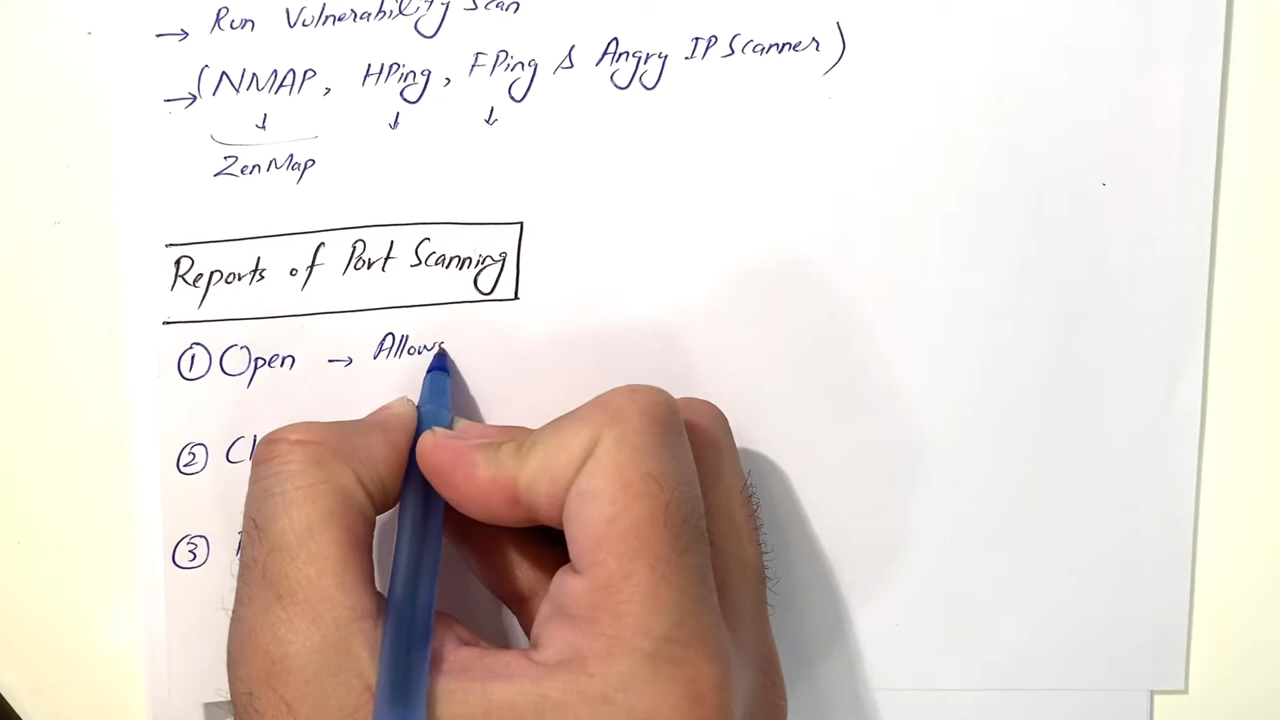 → Run Vulnerability Scan
→ (NMAP, HPing, FPing & Angry IP Scanner)
↓ ↓ ↓
ZenMap
Reports of Port Scanning
① Open → Allows
② Cl
③